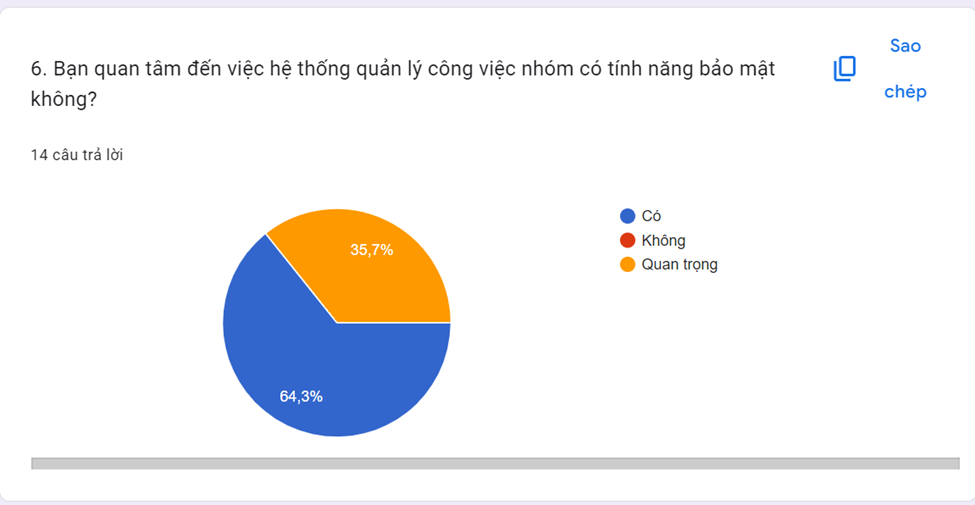 6. Bạn quan tâm đến việc hệ thống quản lý công việc nhóm có tính năng bảo mật
không?
Sao
chép
14 câu trả lời
35,7%
64,3%
Có
Không
Quan trọng